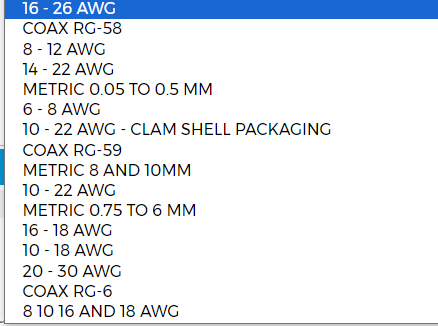 16 - 26 AWG
COAX RG-58
8 - 12 AWG
14 - 22 AWG
METRIC 0.05 TO 0.5 MM
6 - 8 AWG
10 - 22 AWG - CLAM SHELL PACKAGING
COAX RG-59
METRIC 8 AND 10MM
10 - 22 AWG
METRIC 0.75 TO 6 MM
16 - 18 AWG
10 - 18 AWG
20 - 30 AWG
COAX RG-6
8 10 16 AND 18 AWG